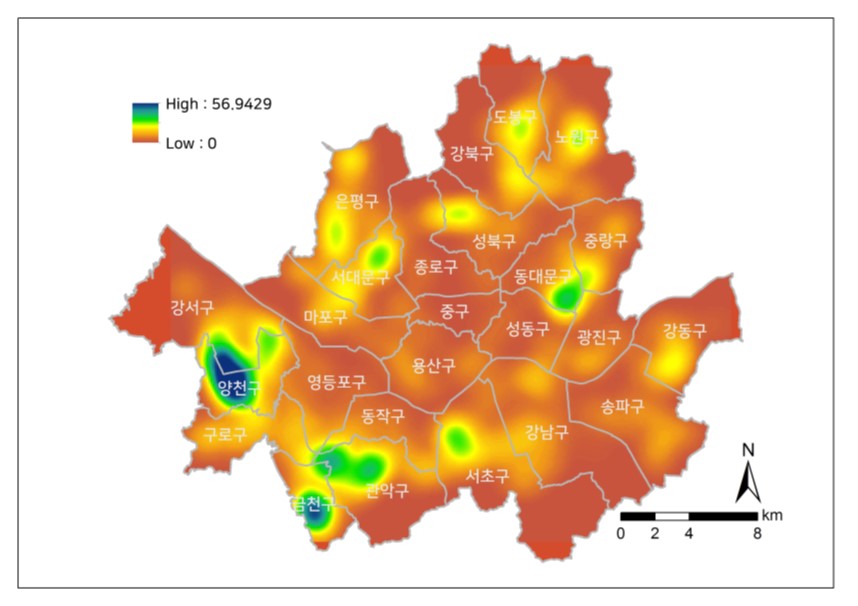 High : 56.9429
Low : 0
도봉구
노원구
강북구
은평구
성북구
중랑구
종로구
서대문구
동대문구
강서구
마포구
중구
성동구
광진구
강동구
용산구
양천구
영등포구
동작구
송파구
구로구
강남구
서초구
관악구
금천구
N
km
0 2 4 8